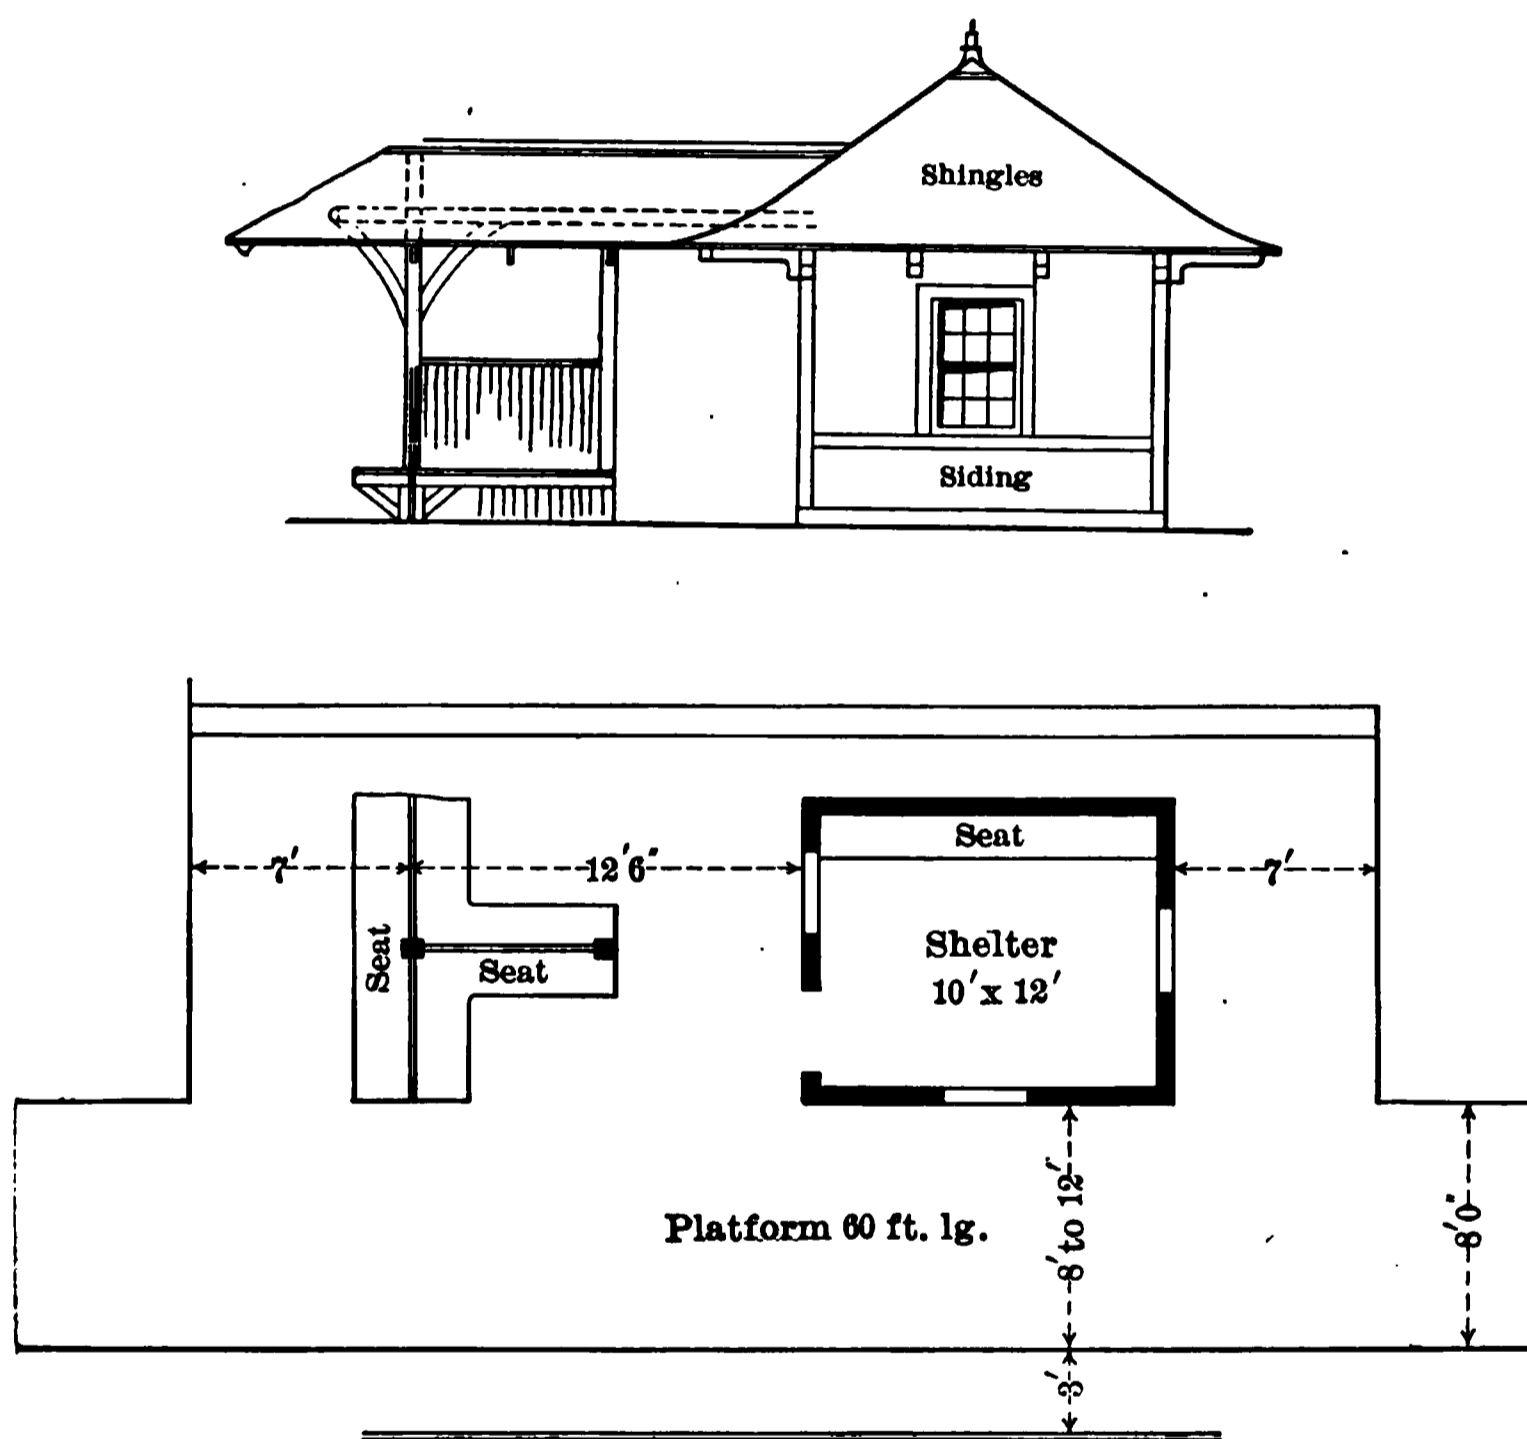 Shingles
Siding
Seat
7'
12'6"
7'
Seat
Seat
Shelter
10'x 12'
Platform 60 ft. lg.
8' to 12'
8'0"
3'